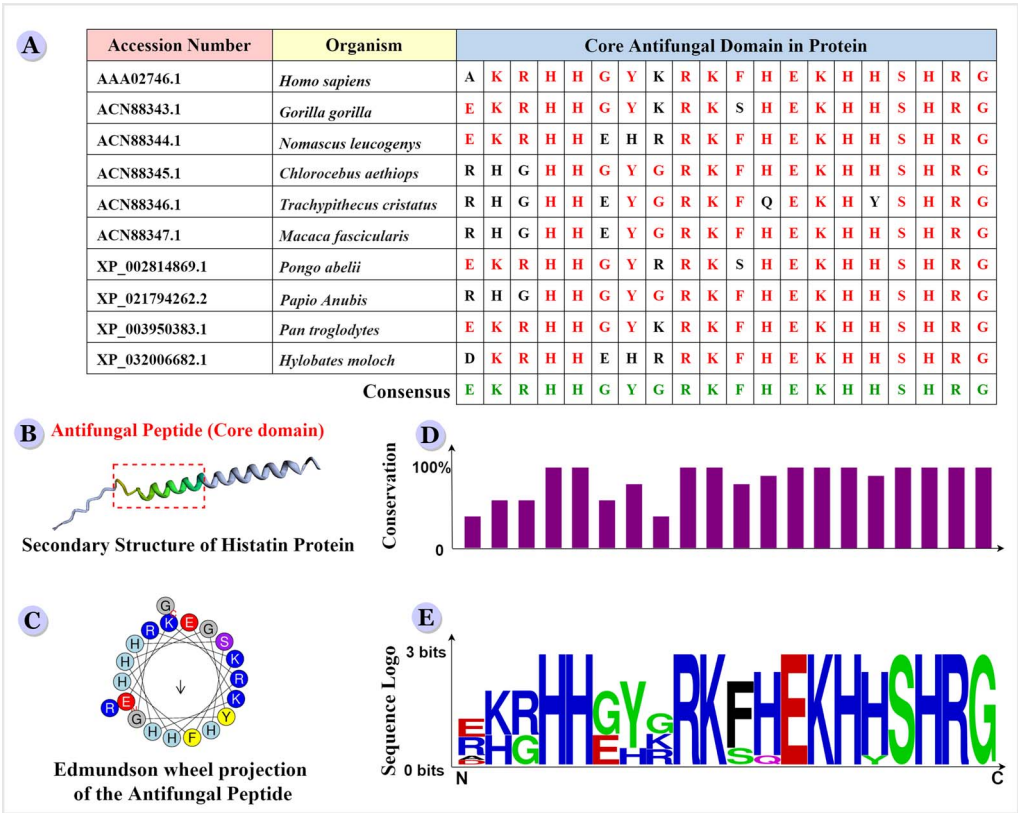 A
Accession Number Organism Core Antifungal Domain in Protein
AAA02746.1 Homo sapiens A K R H H G Y K R K F H E K H H S H R G
ACN88343.1 Gorilla gorilla E K R H H G Y K R K S H E K H H S H R G
ACN88344.1 Nomascus leucogenys E K R H H E H R R K F H E K H H S H R G
ACN88345.1 Chlorocebus aethiops R H G H H G Y G R K F H E K H H S H R G
ACN88346.1 Trachypithecus cristatus R H G H H E Y G R K F Q E K H Y S H R G
ACN88347.1 Macaca fascicularis R H G H H E Y G R K F H E K H H S H R G
XP_002814869.1 Pongo abelii E K R H H G Y R R K S H E K H H S H R G
XP_021794262.2 Papio Anubis R H G H H G Y G R K F H E K H H S H R G
XP_003950383.1 Pan troglodytes E K R H H G Y K R K F H E K H H S H R G
XP_032006682.1 Hylobates moloch D K R H H E H R R K F H E K H H S H R G
Consensus E K R H H G Y G R K F H E K H H S H R G
B Antifungal Peptide (Core domain)
Secondary Structure of Histatin Protein
D
Conservation
100%
0
C
G
R K E G
H S
H K
H R
R E K
G Y
H H F H
Edmundson wheel projection
of the Antifungal Peptide
E
Sequence Logo
3 bits
0 bits
E K R H H G Y G R K F H E K H H S H R G
R H G E H K S Q Y
A R
D
N C